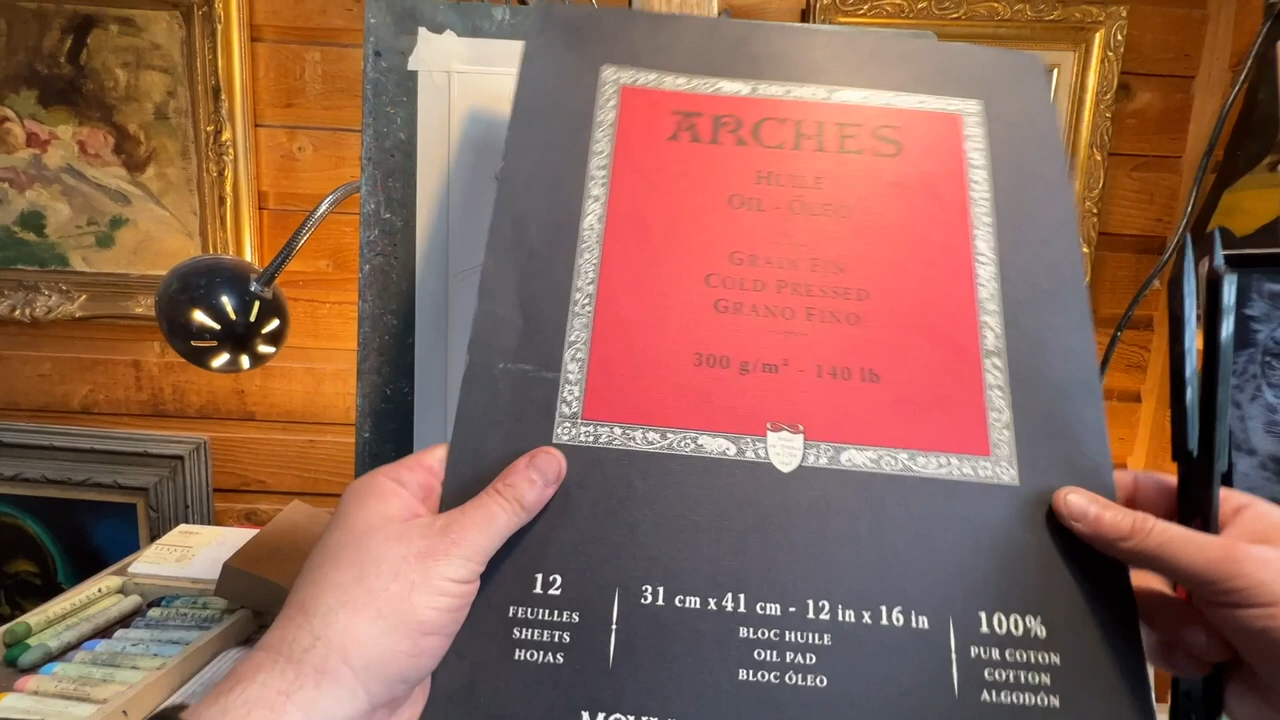 ARCHES
HUILE
OIL - ÓLEO
GRAIN FIN
COLD PRESSED
GRANO FINO
300 g/m² - 140 lb
12
FEUILLES
SHEETS
HOJAS
31 cm x 41 cm - 12 in x 16 in
BLOC HUILE
OIL PAD
BLOC ÓLEO
100%
PUR COTON
COTTON
ALGODÓN
SENNELIER